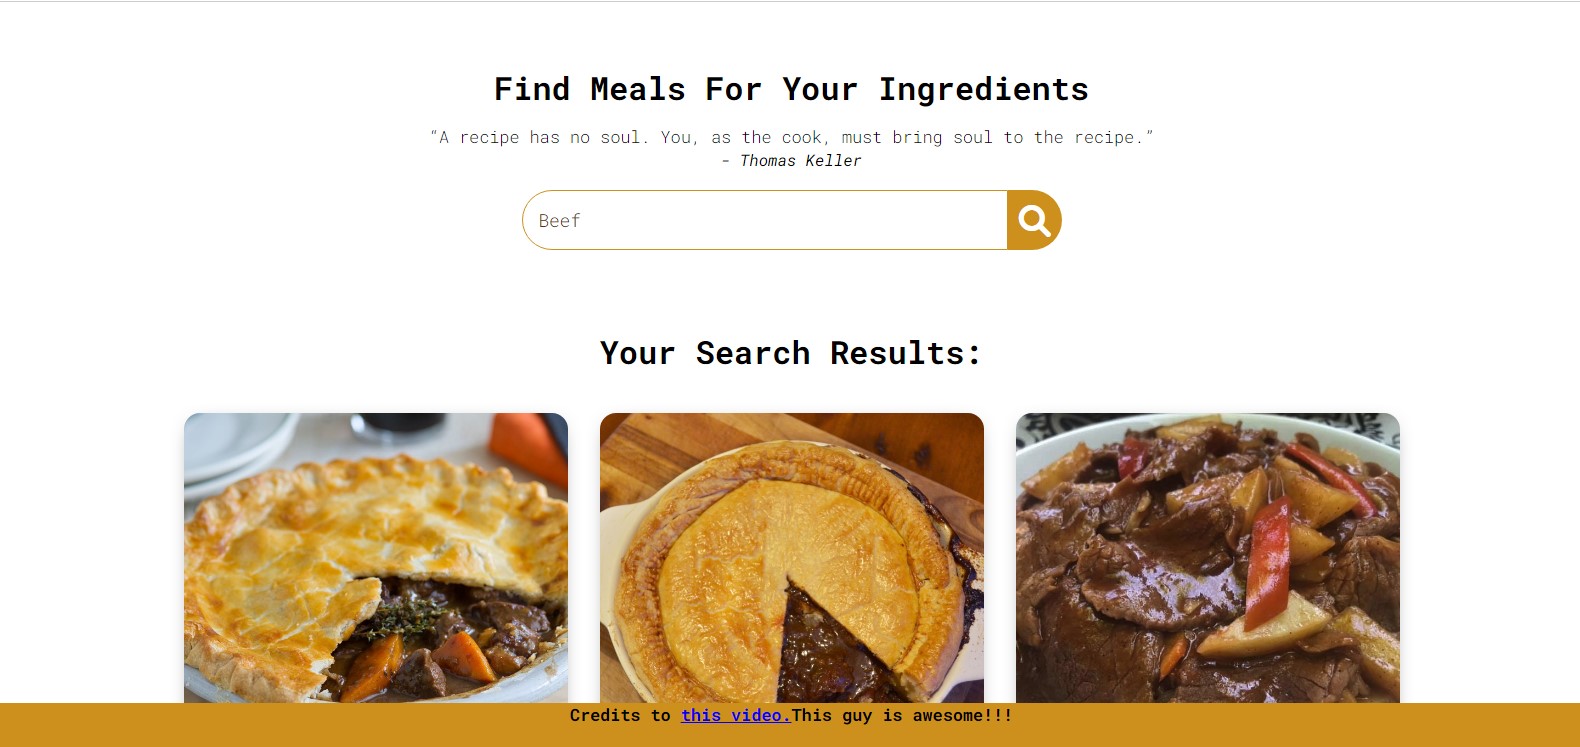 Find Meals For Your Ingredients
“A recipe has no soul. You, as the cook, must bring soul to the recipe.”
- Thomas Keller
Beef
Your Search Results:
Credits to this video.This guy is awesome!!!